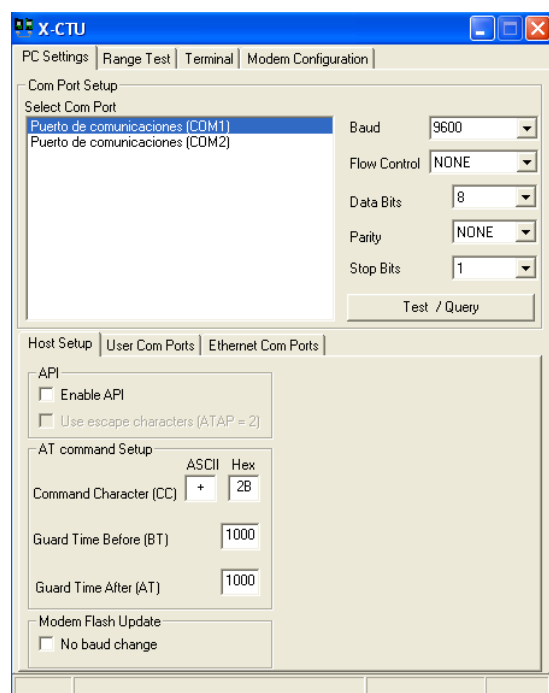 X-CTU
PC Settings Range Test Terminal Modem Configuration
Com Port Setup
Select Com Port
Puerto de comunicaciones (COM1)
Puerto de comunicaciones (COM2)
Baud 9600
Flow Control NONE
Data Bits 8
Parity NONE
Stop Bits 1
Test / Query
Host Setup User Com Ports Ethernet Com Ports
API
Enable API
Use escape characters (ATAP = 2)
AT command Setup
ASCII Hex
Command Character (CC) + 2B
Guard Time Before (BT) 1000
Guard Time After (AT) 1000
Modem Flash Update
No baud change